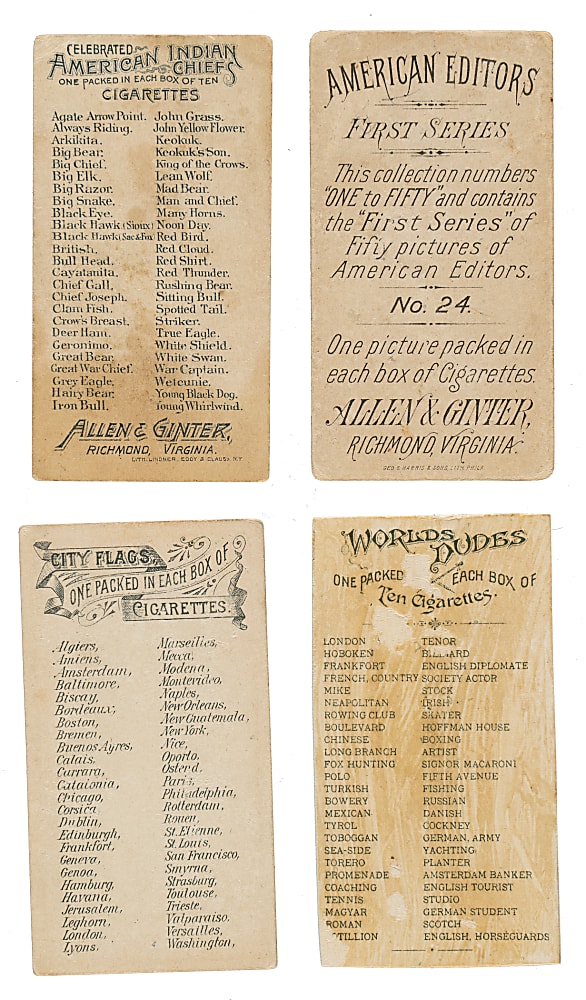 CELEBRATED
AMERICAN INDIAN
CHIEFS
ONE PACKED IN EACH BOX OF TEN
CIGARETTES
Agate Arrow Point. John Grass.
Always Riding. John Yellow Flower.
Arkikita. Keokuk.
Big Bear. Keokuk's Son.
Big Chief. King of the Crows.
Big Elk. Lean Wolf.
Big Razor. Mad Bear.
Big Snake. Man and Chief.
Black Eye. Many Horns.
Black Hawk (Sioux) Noon Day.
Black Hawk (Sac & Fox) Red Bird.
British. Red Cloud.
Bull Head. Red Shirt.
Cayatanita. Red Thunder.
Chief Gall. Rushing Bear.
Chief Joseph. Sitting Bull.
Clam Fish. Spotted Tail.
Crow's Breast. Striker.
Deer Ham. True Eagle.
Geronimo. White Shield.
Great Bear. White Swan.
Great War Chief. War Captain.
Grey Eagle. Wetcunie.
Hairy Bear. Young Black Dog.
Iron Bull. Young Whirlwind.
ALLEN & GINTER,
RICHMOND, VIRGINIA.
LITH. LINDNER, EDDY & CLAUSS, N.Y.
AMERICAN EDITORS
FIRST SERIES
This collection numbers
"ONE to FIFTY" and contains
the "First Series" of
Fifty pictures of
American Editors.
No. 24.
One picture packed in
each box of Cigarettes.
ALLEN & GINTER,
RICHMOND, VIRGINIA.
GEO. S. HARRIS & SONS, LITH. PHILA.
CITY FLAGS,
ONE PACKED IN EACH BOX OF
CIGARETTES.
Algiers, Marseilles,
Amiens, Mecca,
Amsterdam, Modena,
Baltimore, Montevideo,
Biscay, Naples,
Bordeaux, New Orleans,
Boston, New Guatemala,
Bremen, New York,
Buenos Ayres, Nice,
Calais, Oporto,
Carrara, Ostend,
Catalonia, Paris,
Chicago, Philadelphia,
Corsica Rotterdam,
Dublin, Rouen,
Edinburgh, St. Etienne,
Frankfort, St. Louis,
Geneva, San Francisco,
Genoa, Smyrna,
Hamburg, Strasburg,
Havana, Toulouse,
Jerusalem, Trieste,
Leghorn, Valparaiso,
London, Versailles,
Lyons, Washington,
WORLDS DUDES
ONE PACKED EACH BOX OF
Ten Cigarettes.
LONDON TENOR
HOBOKEN BILLIARD
FRANKFORT ENGLISH DIPLOMATE
FRENCH, COUNTRY SOCIETY ACTOR
MIKE STOCK
NEAPOLITAN IRISH
ROWING CLUB SKATER
BOULEVARD HOFFMAN HOUSE
CHINESE BOXING
LONG BRANCH ARTIST
FOX HUNTING SIGNOR MACARONI
POLO FIFTH AVENUE
TURKISH FISHING
BOWERY RUSSIAN
MEXICAN DANISH
TYROL COCKNEY
TOBOGGAN GERMAN, ARMY
SEA-SIDE YACHTING
TORERO PLANTER
PROMENADE AMSTERDAM BANKER
COACHING ENGLISH TOURIST
TENNIS STUDIO
MAGYAR GERMAN STUDENT
ROMAN SCOTCH
TILLION ENGLISH, HORSEGUARDS